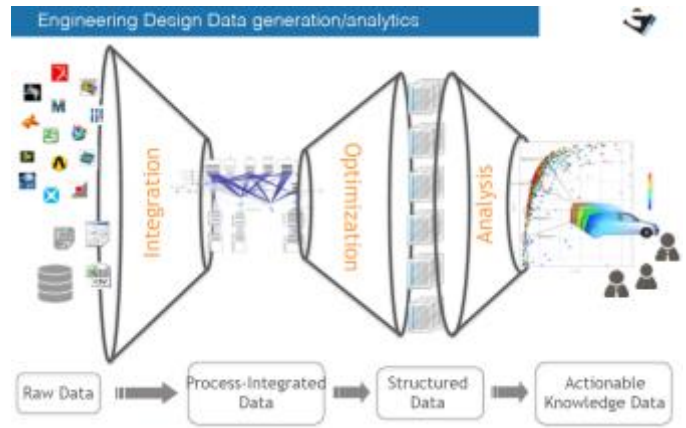 Engineering Design Data generation/analytics
Integration
Optimization
Analysis
Raw Data
Process-Integrated
Data
Structured
Data
Actionable
Knowledge Data